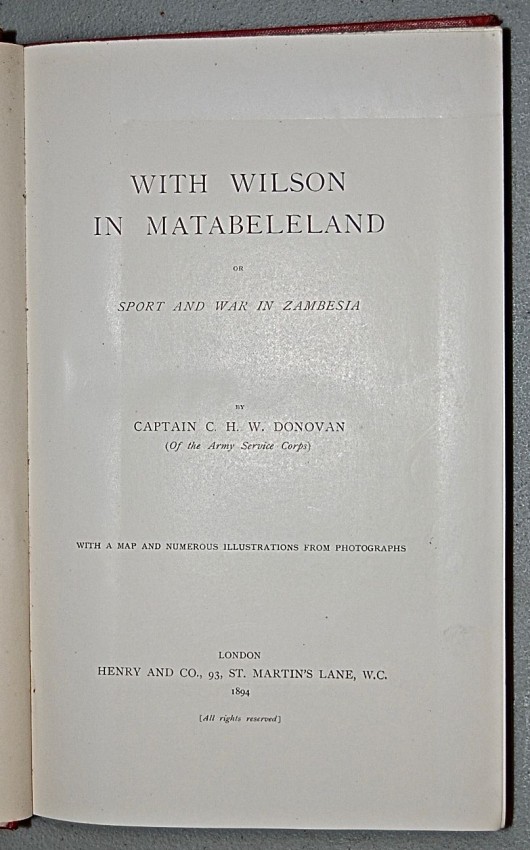 WITH WILSON
IN MATABELELAND
OR
SPORT AND WAR IN ZAMBESIA
BY
CAPTAIN C. H. W. DONOVAN
(Of the Army Service Corps)
WITH A MAP AND NUMEROUS ILLUSTRATIONS FROM PHOTOGRAPHS
LONDON
HENRY AND CO., 93, ST. MARTIN'S LANE, W.C.
1894
[All rights reserved]